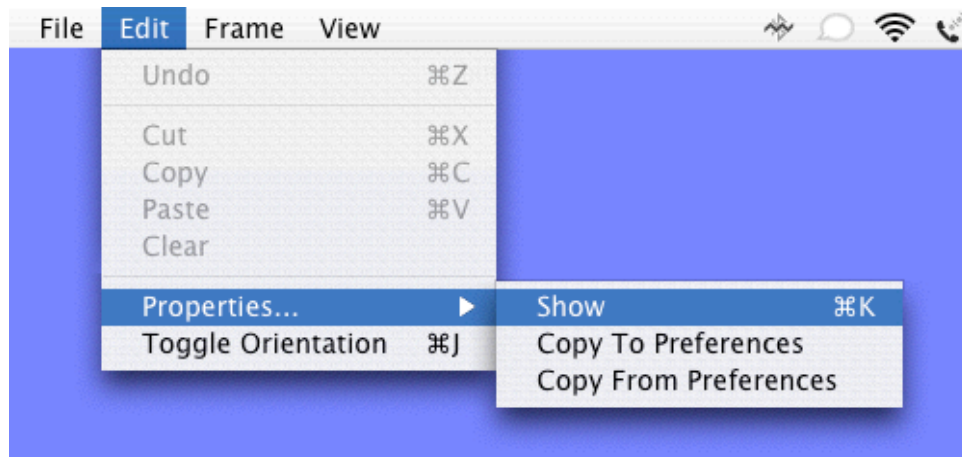 File Edit Frame View
Undo ⌘Z
Cut ⌘X
Copy ⌘C
Paste ⌘V
Clear
Properties... Show ⌘K
Toggle Orientation ⌘J Copy To Preferences
Copy From Preferences